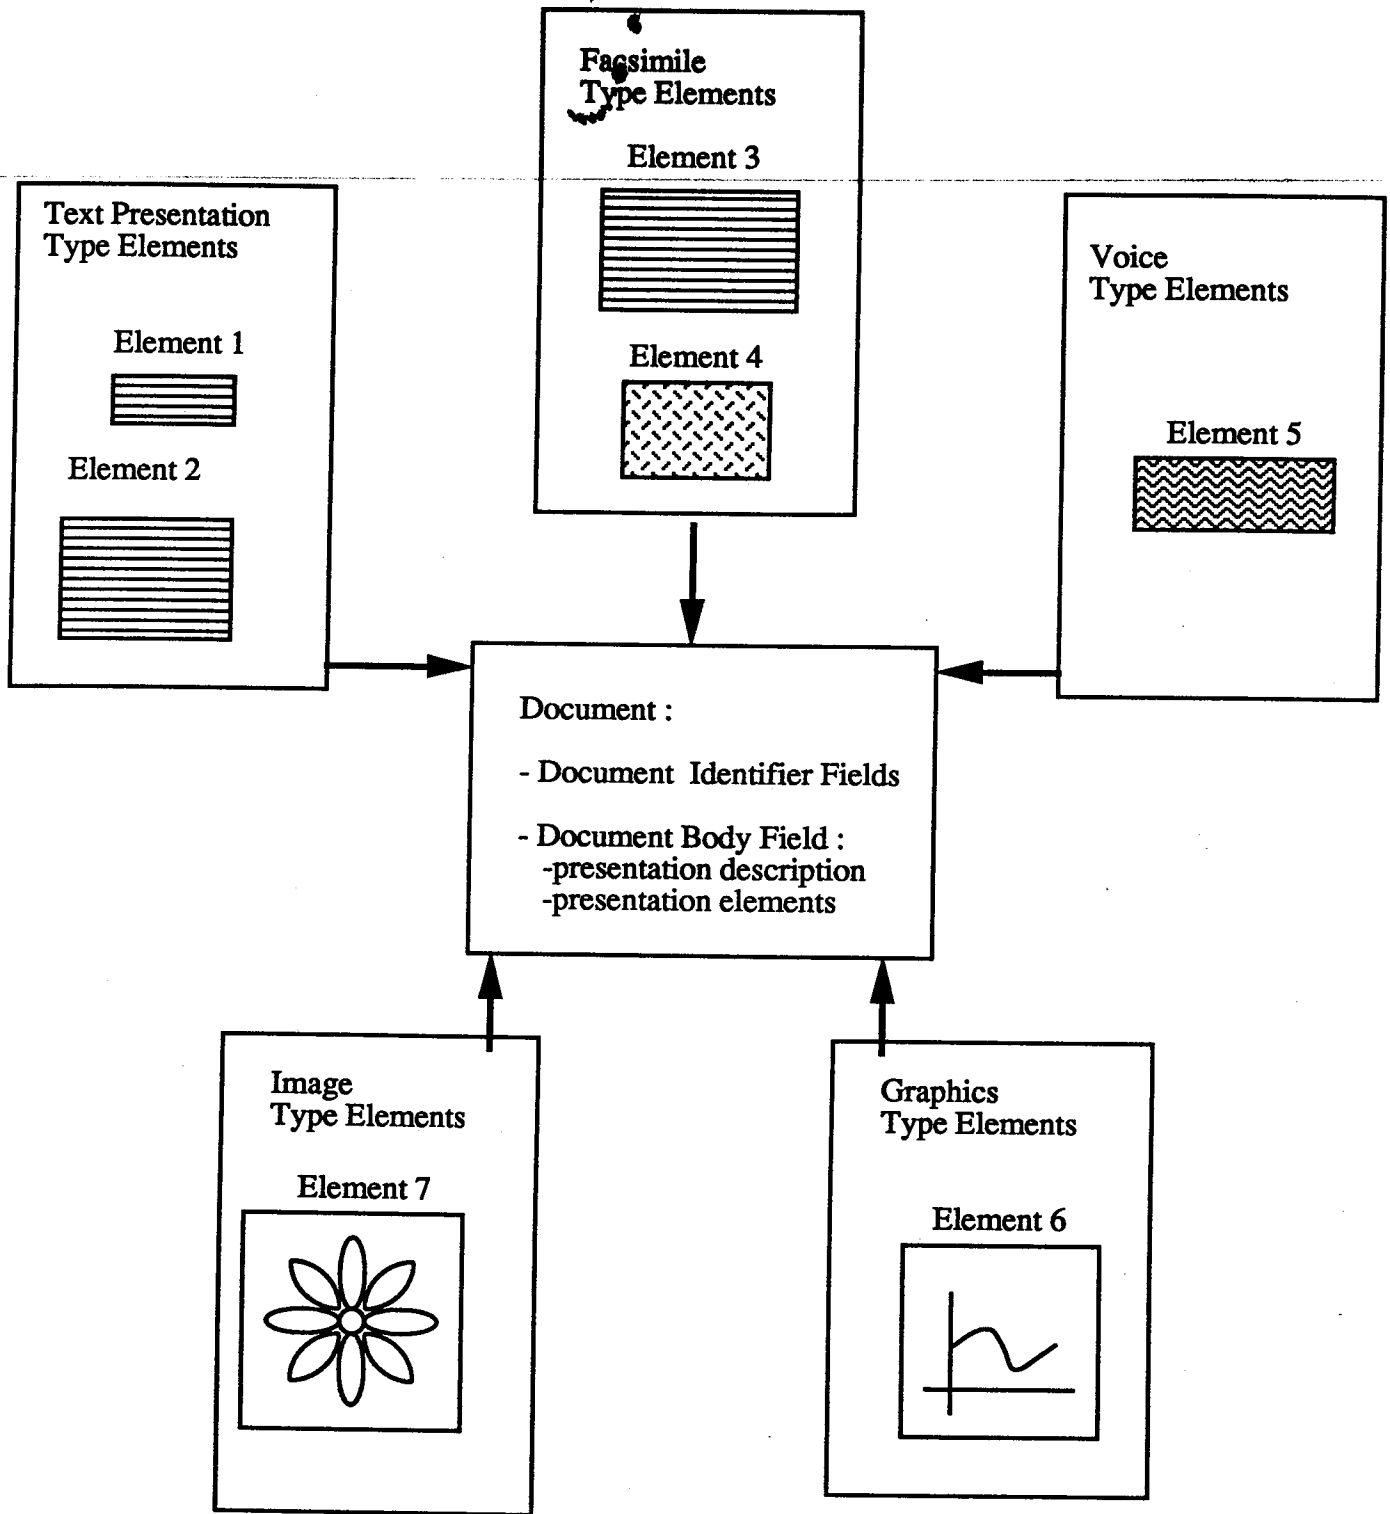 Facsimile
Type Elements
Element 3
Element 4
Text Presentation
Type Elements
Element 1
Element 2
Voice
Type Elements
Element 5
Document :
- Document Identifier Fields
- Document Body Field :
-presentation description
-presentation elements
Image
Type Elements
Element 7
Graphics
Type Elements
Element 6